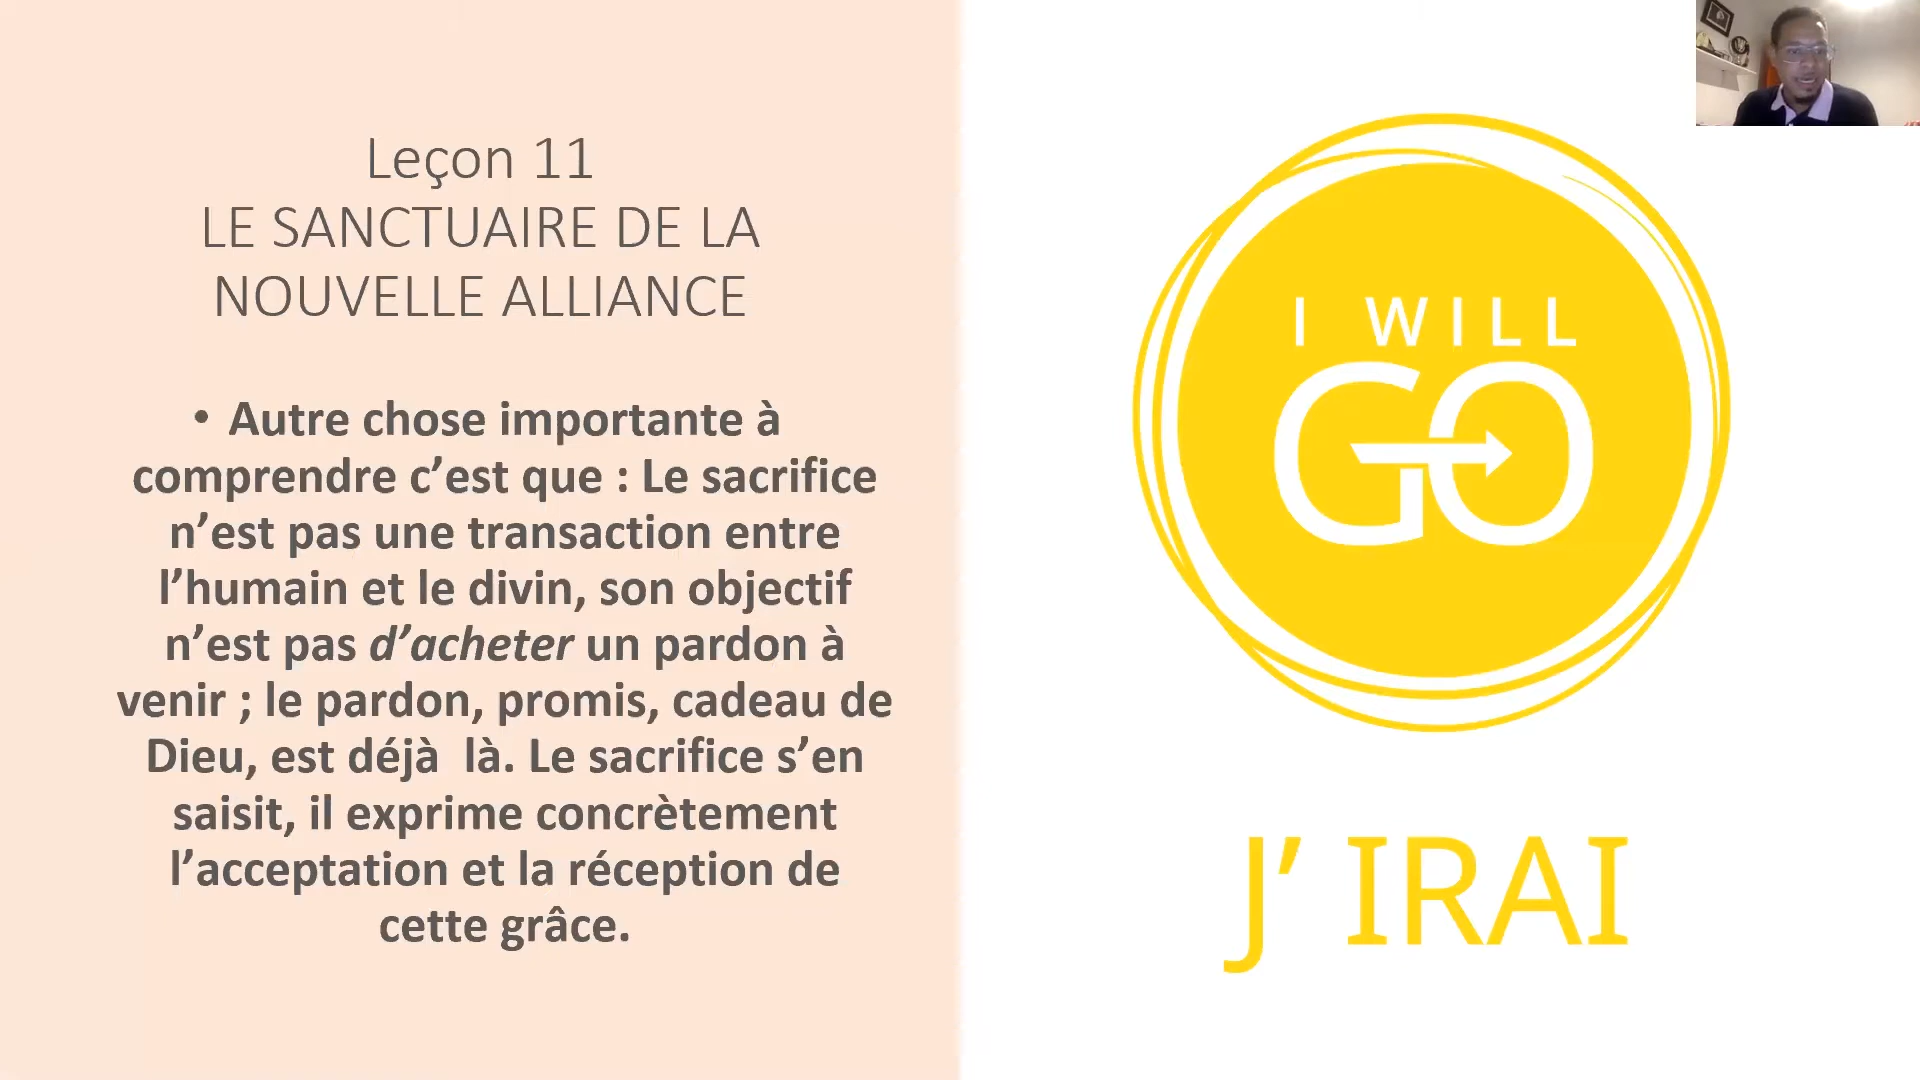 Leçon 11
LE SANCTUAIRE DE LA
NOUVELLE ALLIANCE
• Autre chose importante à
comprendre c’est que : Le sacrifice
n’est pas une transaction entre
l’humain et le divin, son objectif
n’est pas d’acheter un pardon à
venir ; le pardon, promis, cadeau de
Dieu, est déjà  là. Le sacrifice s’en
saisit, il exprime concrètement
l’acceptation et la réception de
cette grâce.
I WILL
GO
J’ IRAI